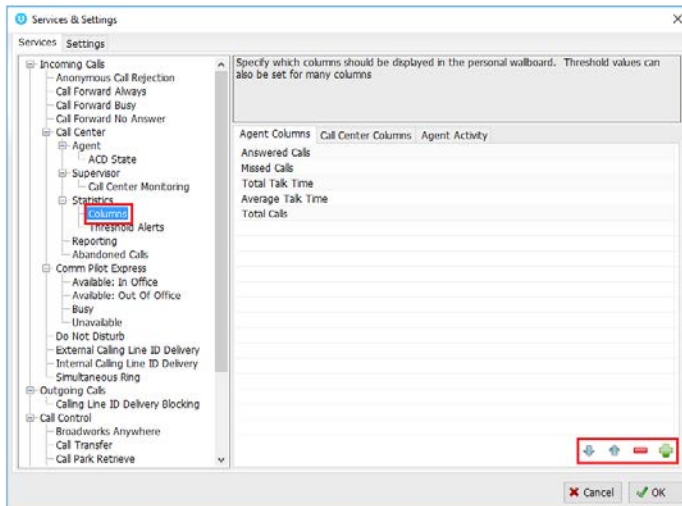 Services & Settings
Services Settings
Incoming Calls
Anonymous Call Rejection
Call Forward Always
Call Forward Busy
Call Forward No Answer
Call Center
Agent
ACD State
Supervisor
Call Center Monitoring
Statistics
Columns
Threshold Alerts
Reporting
Abandoned Calls
Comm Pilot Express
Available: In Office
Available: Out Of Office
Busy
Unavailable
Do Not Disturb
External Calling Line ID Delivery
Internal Calling Line ID Delivery
Simultaneous Ring
Outgoing Calls
Calling Line ID Delivery Blocking
Call Control
Broadworks Anywhere
Call Transfer
Call Park Retrieve
Specify which columns should be displayed in the personal wallboard. Threshold values can
also be set for many columns
Agent Columns Call Center Columns Agent Activity
Answered Calls
Missed Calls
Total Talk Time
Average Talk Time
Total Calls
Cancel OK